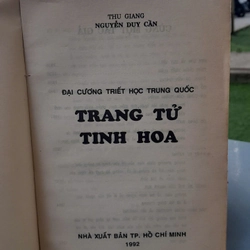 THU GIANG
NGUYỄN DUY CẦN
ĐẠI CƯƠNG TRIẾT HỌC TRUNG QUỐC
TRANG TỬ
TINH HOA
NHÀ XUẤT BẢN TP. HỒ CHÍ MINH
1992